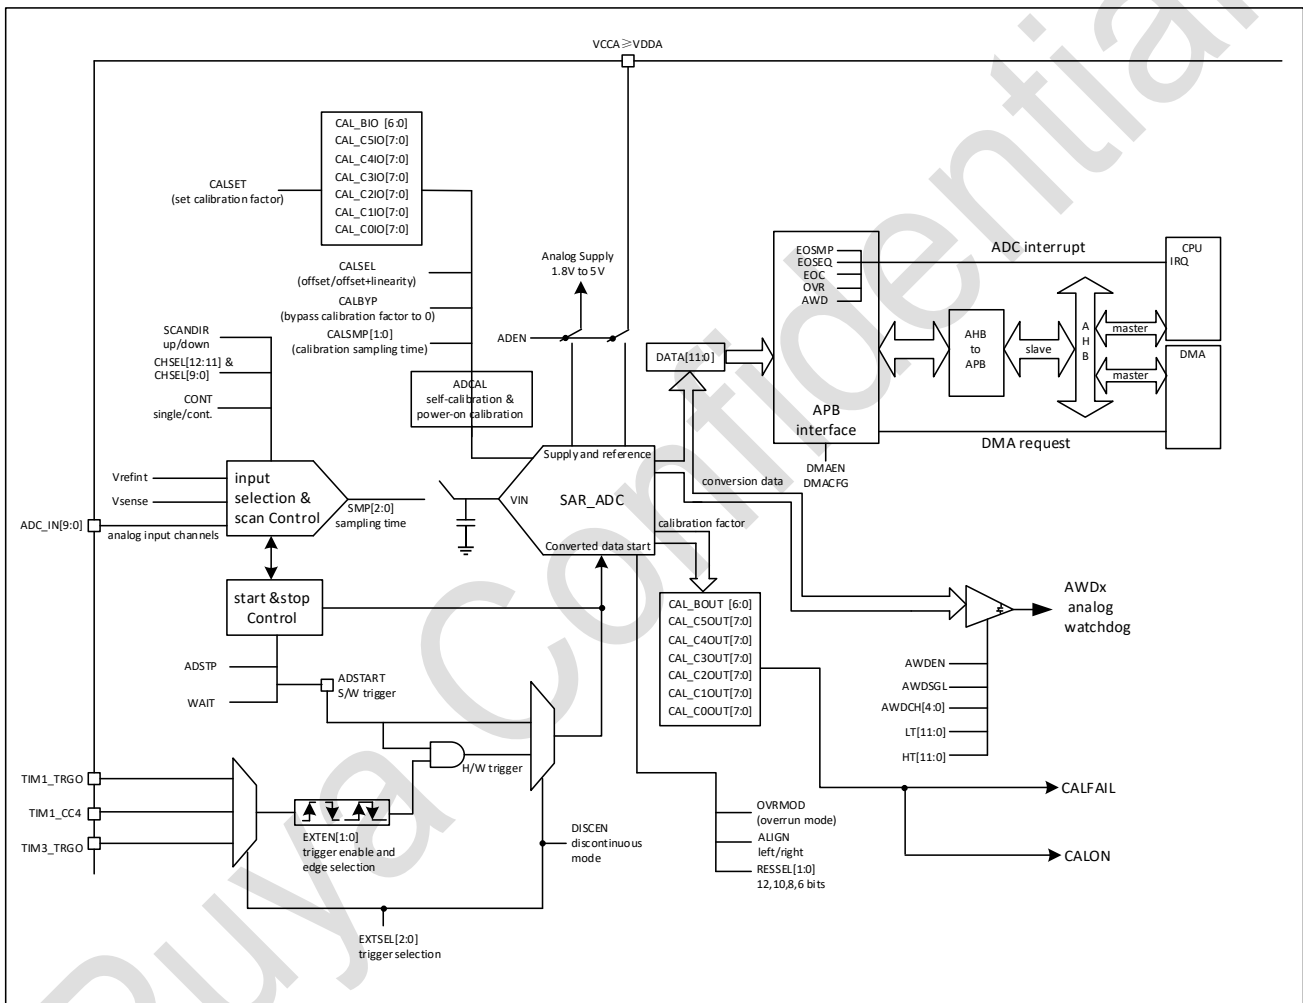 VCCA≥VDDA
CAL_BIO [6:0]
CAL_C5IO[7:0]
CAL_C4IO[7:0]
CAL_C3IO[7:0]
CAL_C2IO[7:0]
CAL_C1IO[7:0]
CAL_C0IO[7:0]
CALSET
(set calibration factor)
CALSEL
(offset/offset+linearity)
CALBYP
(bypass calibration factor to 0)
CALSMP[1:0]
(calibration sampling time)
Analog Supply
1.8V to 5V
ADEN
SCANDIR
up/down
CHSEL[12:11] &
CHSEL[9:0]
CONT
single/cont.
ADCAL
self-calibration &
power-on calibration
DATA[11:0]
EOSMP
EOSEQ
EOC
OVR
AWD
APB
interface
ADC interrupt
CPU
IRQ
AHB
to
APB
slave
A
H
B
master
master
DMA
DMA request
DMAEN
DMACFG
Vrefint
Vsense
ADC_IN[9:0]
analog input channels
input
selection &
scan Control
SMP[2:0]
sampling time
VIN
Supply and reference
SAR_ADC
Converted data start
conversion data
calibration factor
start &stop
Control
ADSTP
WAIT
ADSTART
S/W trigger
H/W trigger
CAL_BOUT [6:0]
CAL_C5OUT[7:0]
CAL_C4OUT[7:0]
CAL_C3OUT[7:0]
CAL_C2OUT[7:0]
CAL_C1OUT[7:0]
CAL_C0OUT[7:0]
AWDx
analog
watchdog
AWDEN
AWDSGL
AWDCH[4:0]
LT[11:0]
HT[11:0]
TIM1_TRGO
TIM1_CC4
TIM3_TRGO
EXTEN[1:0]
trigger enable and
edge selection
DISCEN
discontinuous
mode
OVRMOD
(overrun mode)
ALIGN
left/right
RESSEL[1:0]
12,10,8,6 bits
CALFAIL
CALON
EXTSEL[2:0]
trigger selection
Puya Confidential